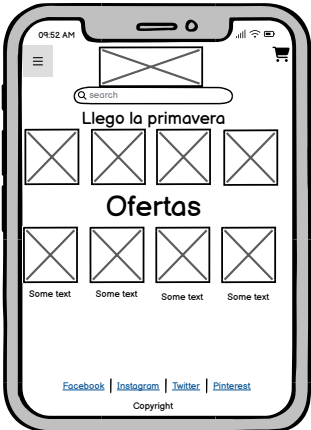 09:52 AM
search
Llego la primavera
Ofertas
Some text Some text Some text Some text
Facebook | Instagram | Twitter | Pinterest
Copyright